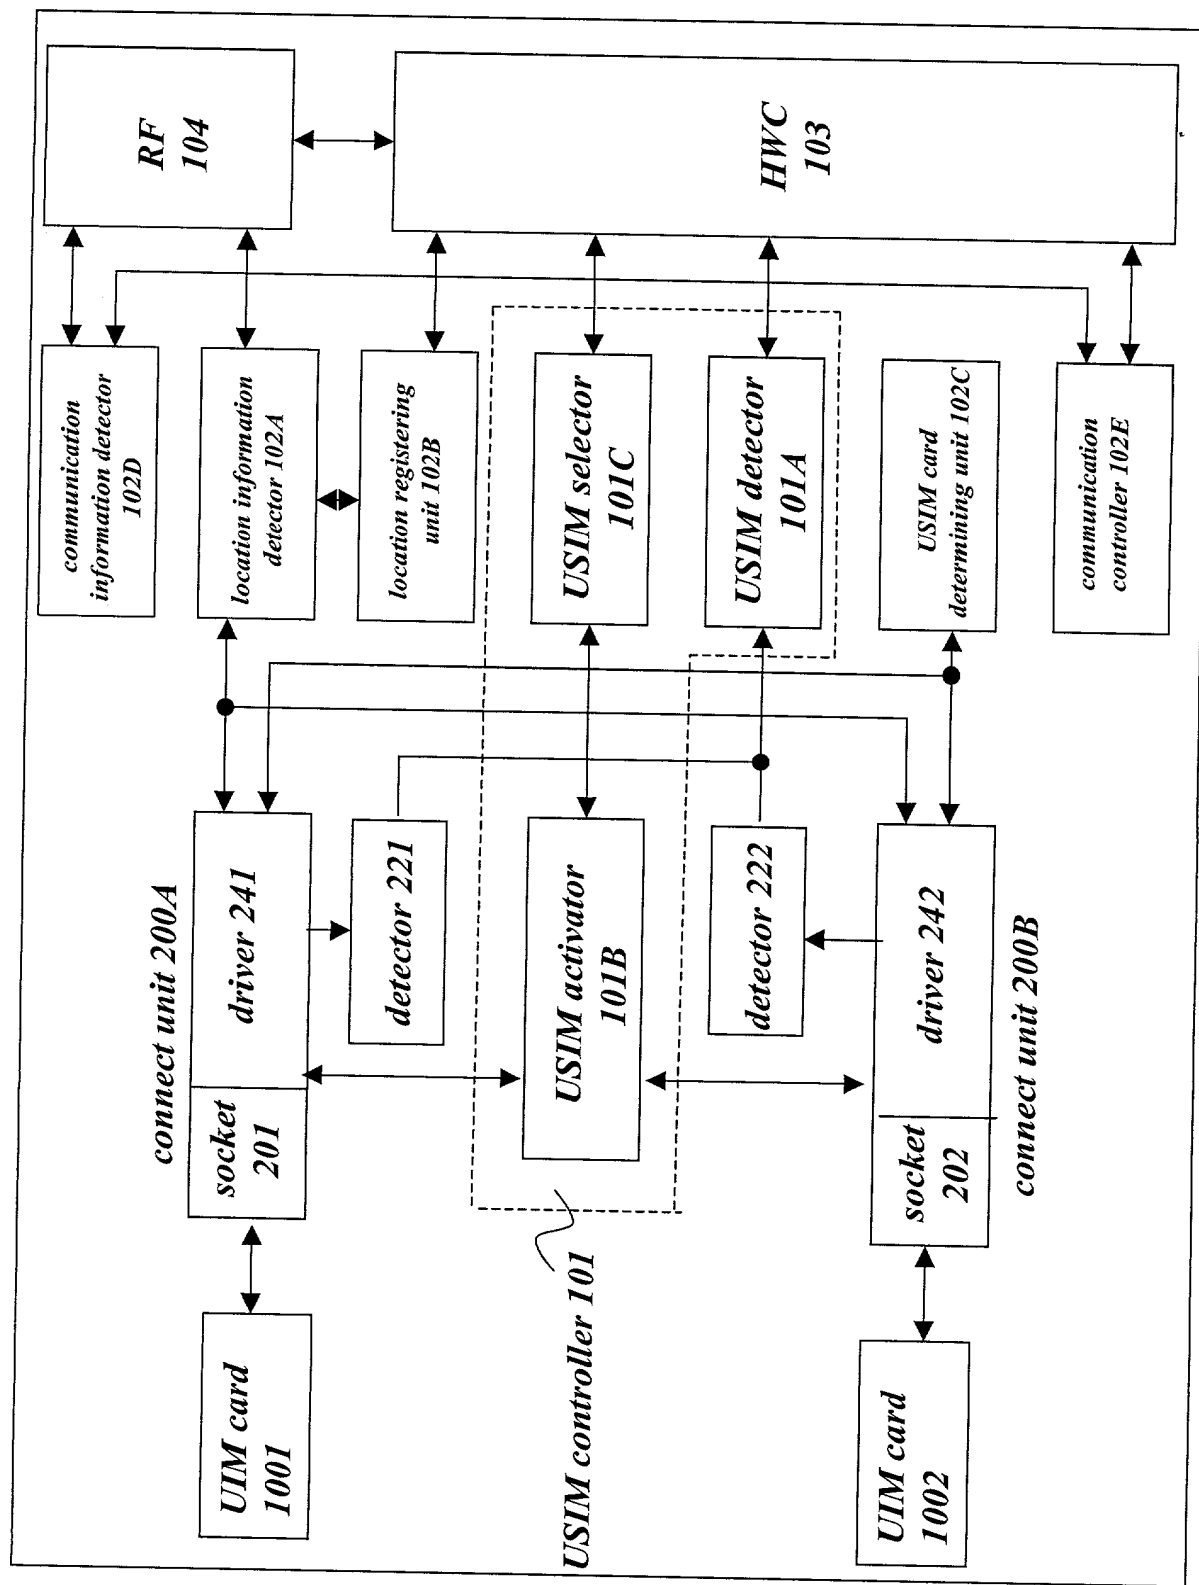 RF
104
HWC
103
communication
information detector
102D
location information
detector 102A
location registering
unit 102B
USIM selector
101C
USIM detector
101A
USIM card
determining unit 102C
communication
controller 102E
connect unit 200A
driver 241
socket
201
detector 221
USIM activator
101B
detector 222
driver 242
socket
202
connect unit 200B
UIM card
1001
USIM controller 101
UIM card
1002